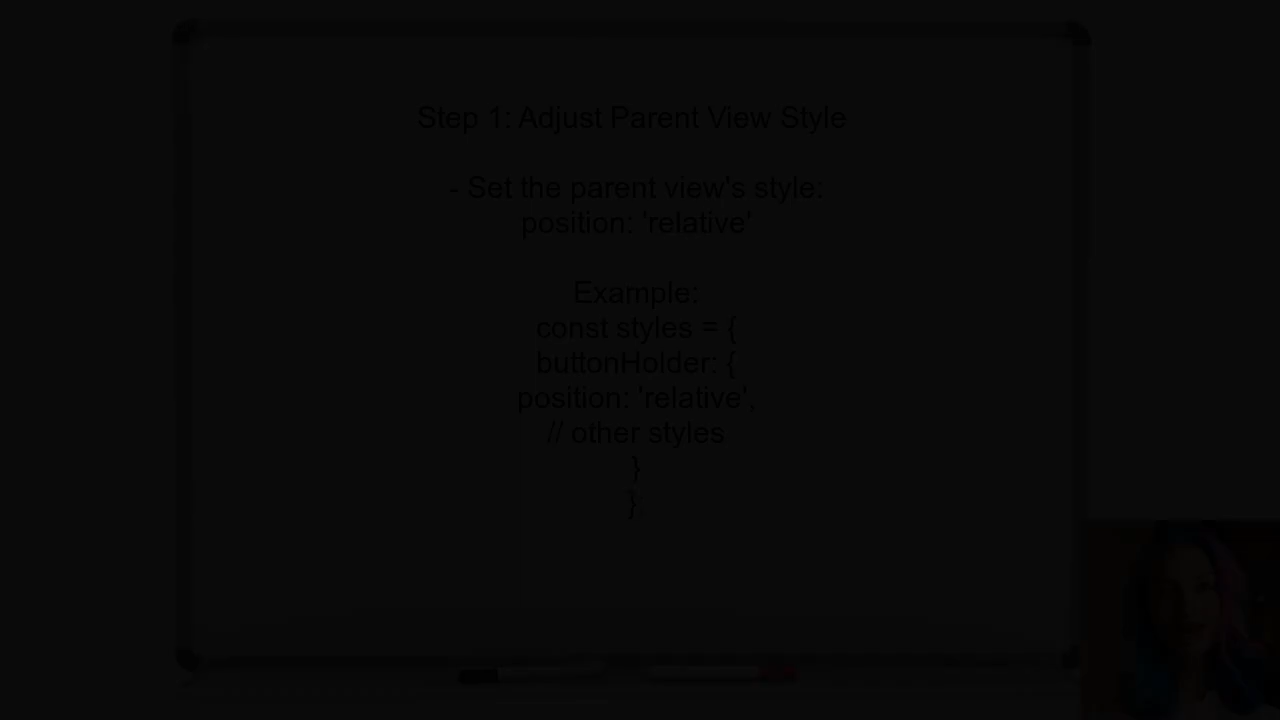 Step 1: Adjust Parent View Style
- Set the parent view's style:
position: 'relative'
Example:
const styles = {
buttonHolder: {
position: 'relative',
// other styles
}
};